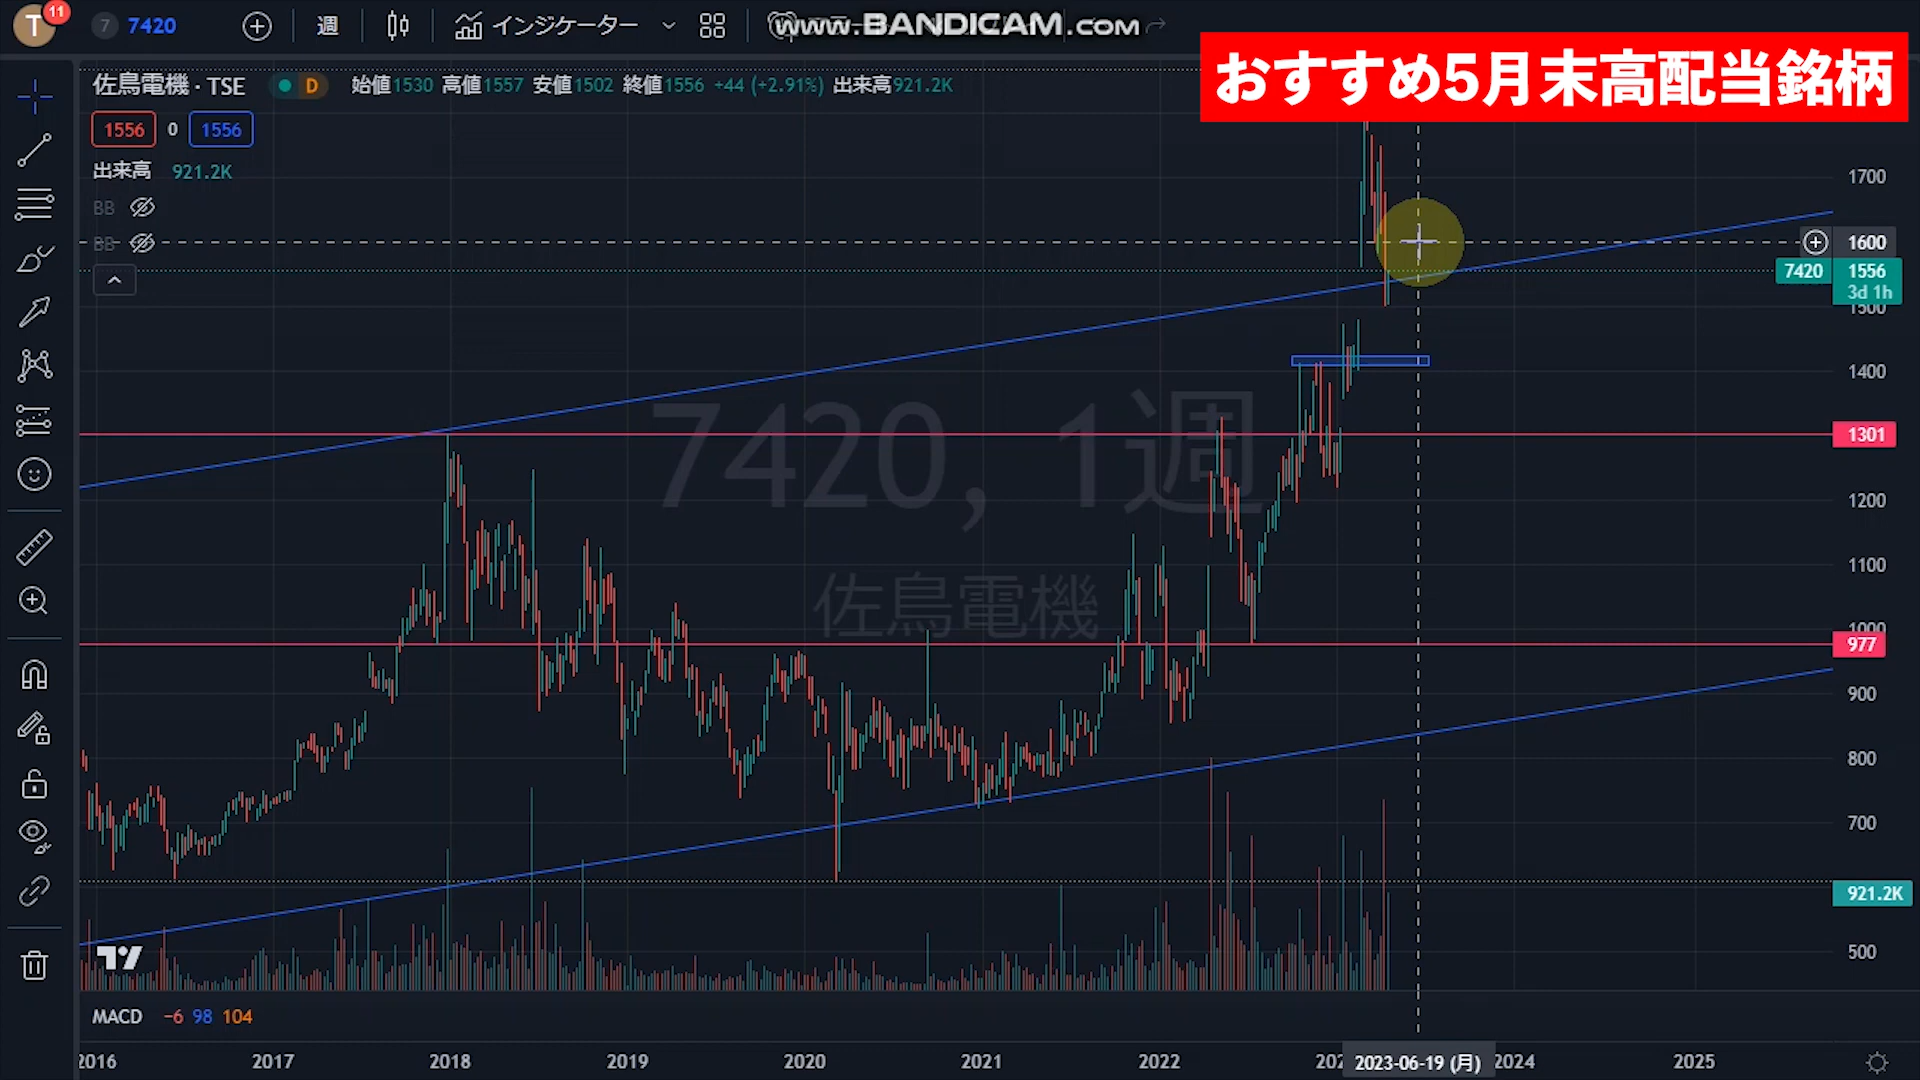 T 11 7 7420 週 インジケーター www.BANDICAM.com
おすすめ5月末高配当銘柄
佐鳥電機 · TSE D 始値1530 高値1557 安値1502 終値1556 +44 (+2.91%) 出来高921.2K
1556 0 1556
出来高 921.2K
BB
BB
7420, 1週
佐鳥電機
1700
1600
7420 1556
3d 1h
1500
1400
1301
1200
1100
1000
977
900
800
700
921.2K
500
MACD −6 98 104
2016 2017 2018 2019 2020 2021 2022 2023-06-19 (月) 2024 2025